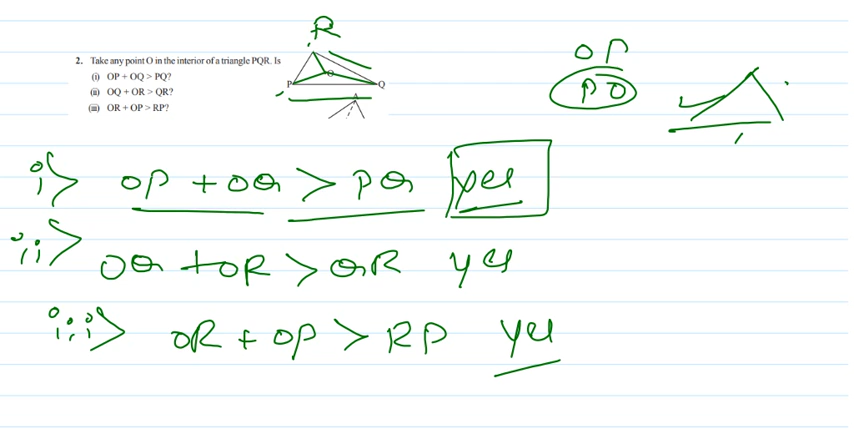 R
2. Take any point O in the interior of a triangle PQR. Is
(i) OP + OQ > PQ?
(ii) OQ + OR > QR?
(iii) OR + OP > RP?
P
O
Q
OP
PO
i> OP + OQ > PQ yes
ii> OQ + OR > QR yes
iii> OR + OP > RP yes